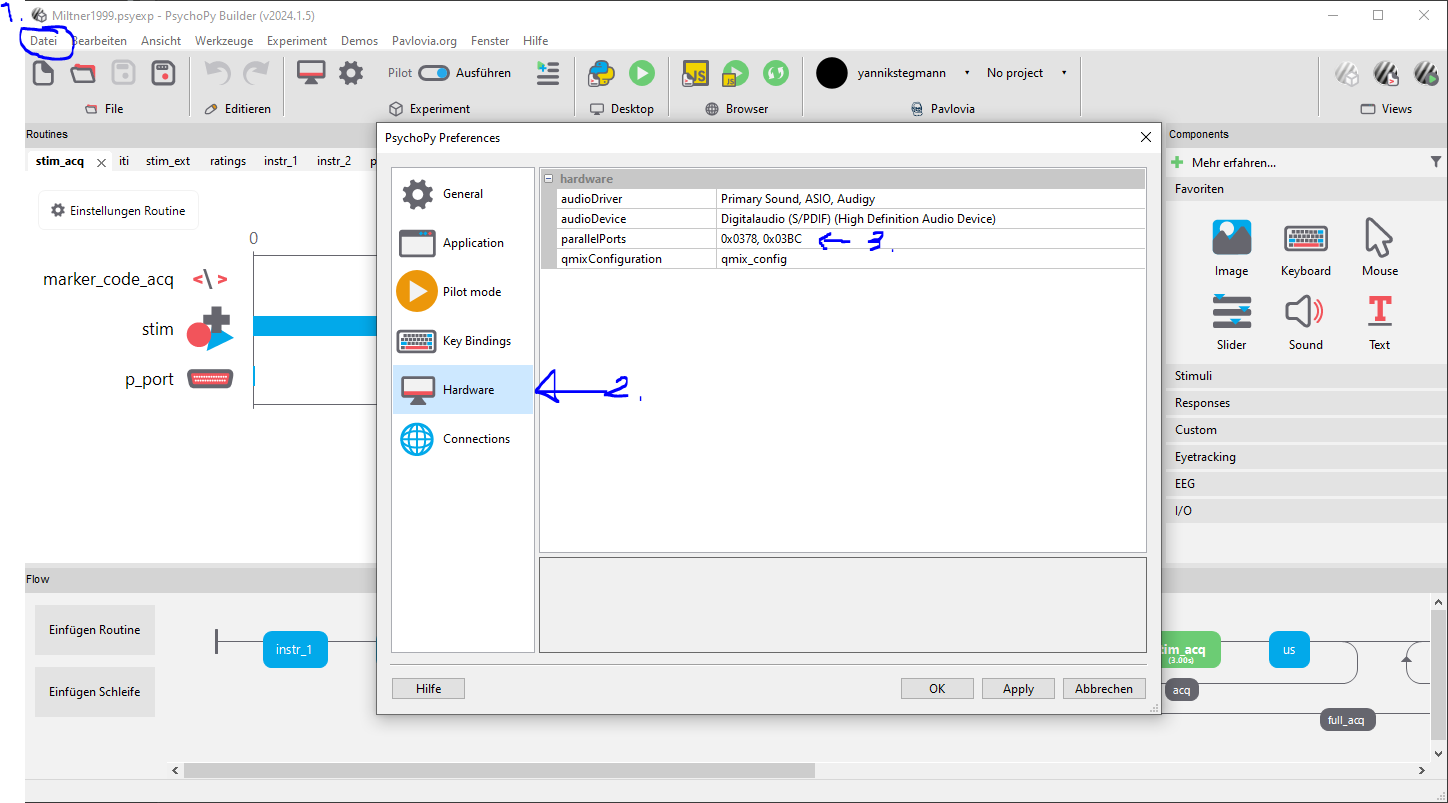 1.
Miltner1999.psyexp - PsychoPy Builder (v2024.1.5)
Datei Bearbeiten Ansicht Werkzeuge Experiment Demos Pavlovia.org Fenster Hilfe
Pilot Ausführen
JS
JS
yannikstegmann
No project
File
Editieren
Experiment
Desktop
Browser
Pavlovia
Views
Routines
stim_acq iti stim_ext ratings instr_1 instr_2 p
Einstellungen Routine
0
marker_code_acq
stim
p_port
PsychoPy Preferences
General
Application
Pilot mode
Key Bindings
Hardware
Connections
2.
hardware
audioDriver Primary Sound, ASIO, Audigy
audioDevice Digitalaudio (S/PDIF) (High Definition Audio Device)
parallelPorts 0x0378, 0x03BC
3.
qmixConfiguration qmix_config
Hilfe
OK
Apply
Abbrechen
Components
Mehr erfahren...
Favoriten
Image
Keyboard
Mouse
Slider
Sound
T
Text
Stimuli
Responses
Custom
Eyetracking
EEG
I/O
Flow
Einfügen Routine
Einfügen Schleife
instr_1
tim_acq
(3.00s)
us
acq
full_acq